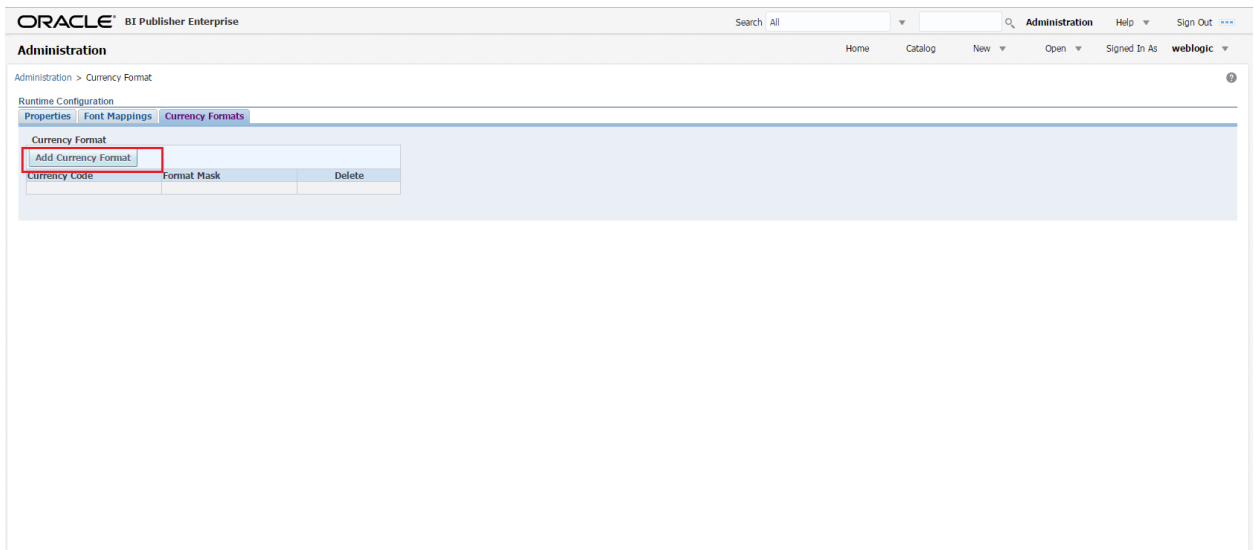 ORACLE BI Publisher Enterprise Search All Administration Help Sign Out
Administration Home Catalog New Open Signed In As weblogic
Administration > Currency Format
Runtime Configuration
Properties Font Mappings Currency Formats
Currency Format
Add Currency Format
Currency Code Format Mask Delete